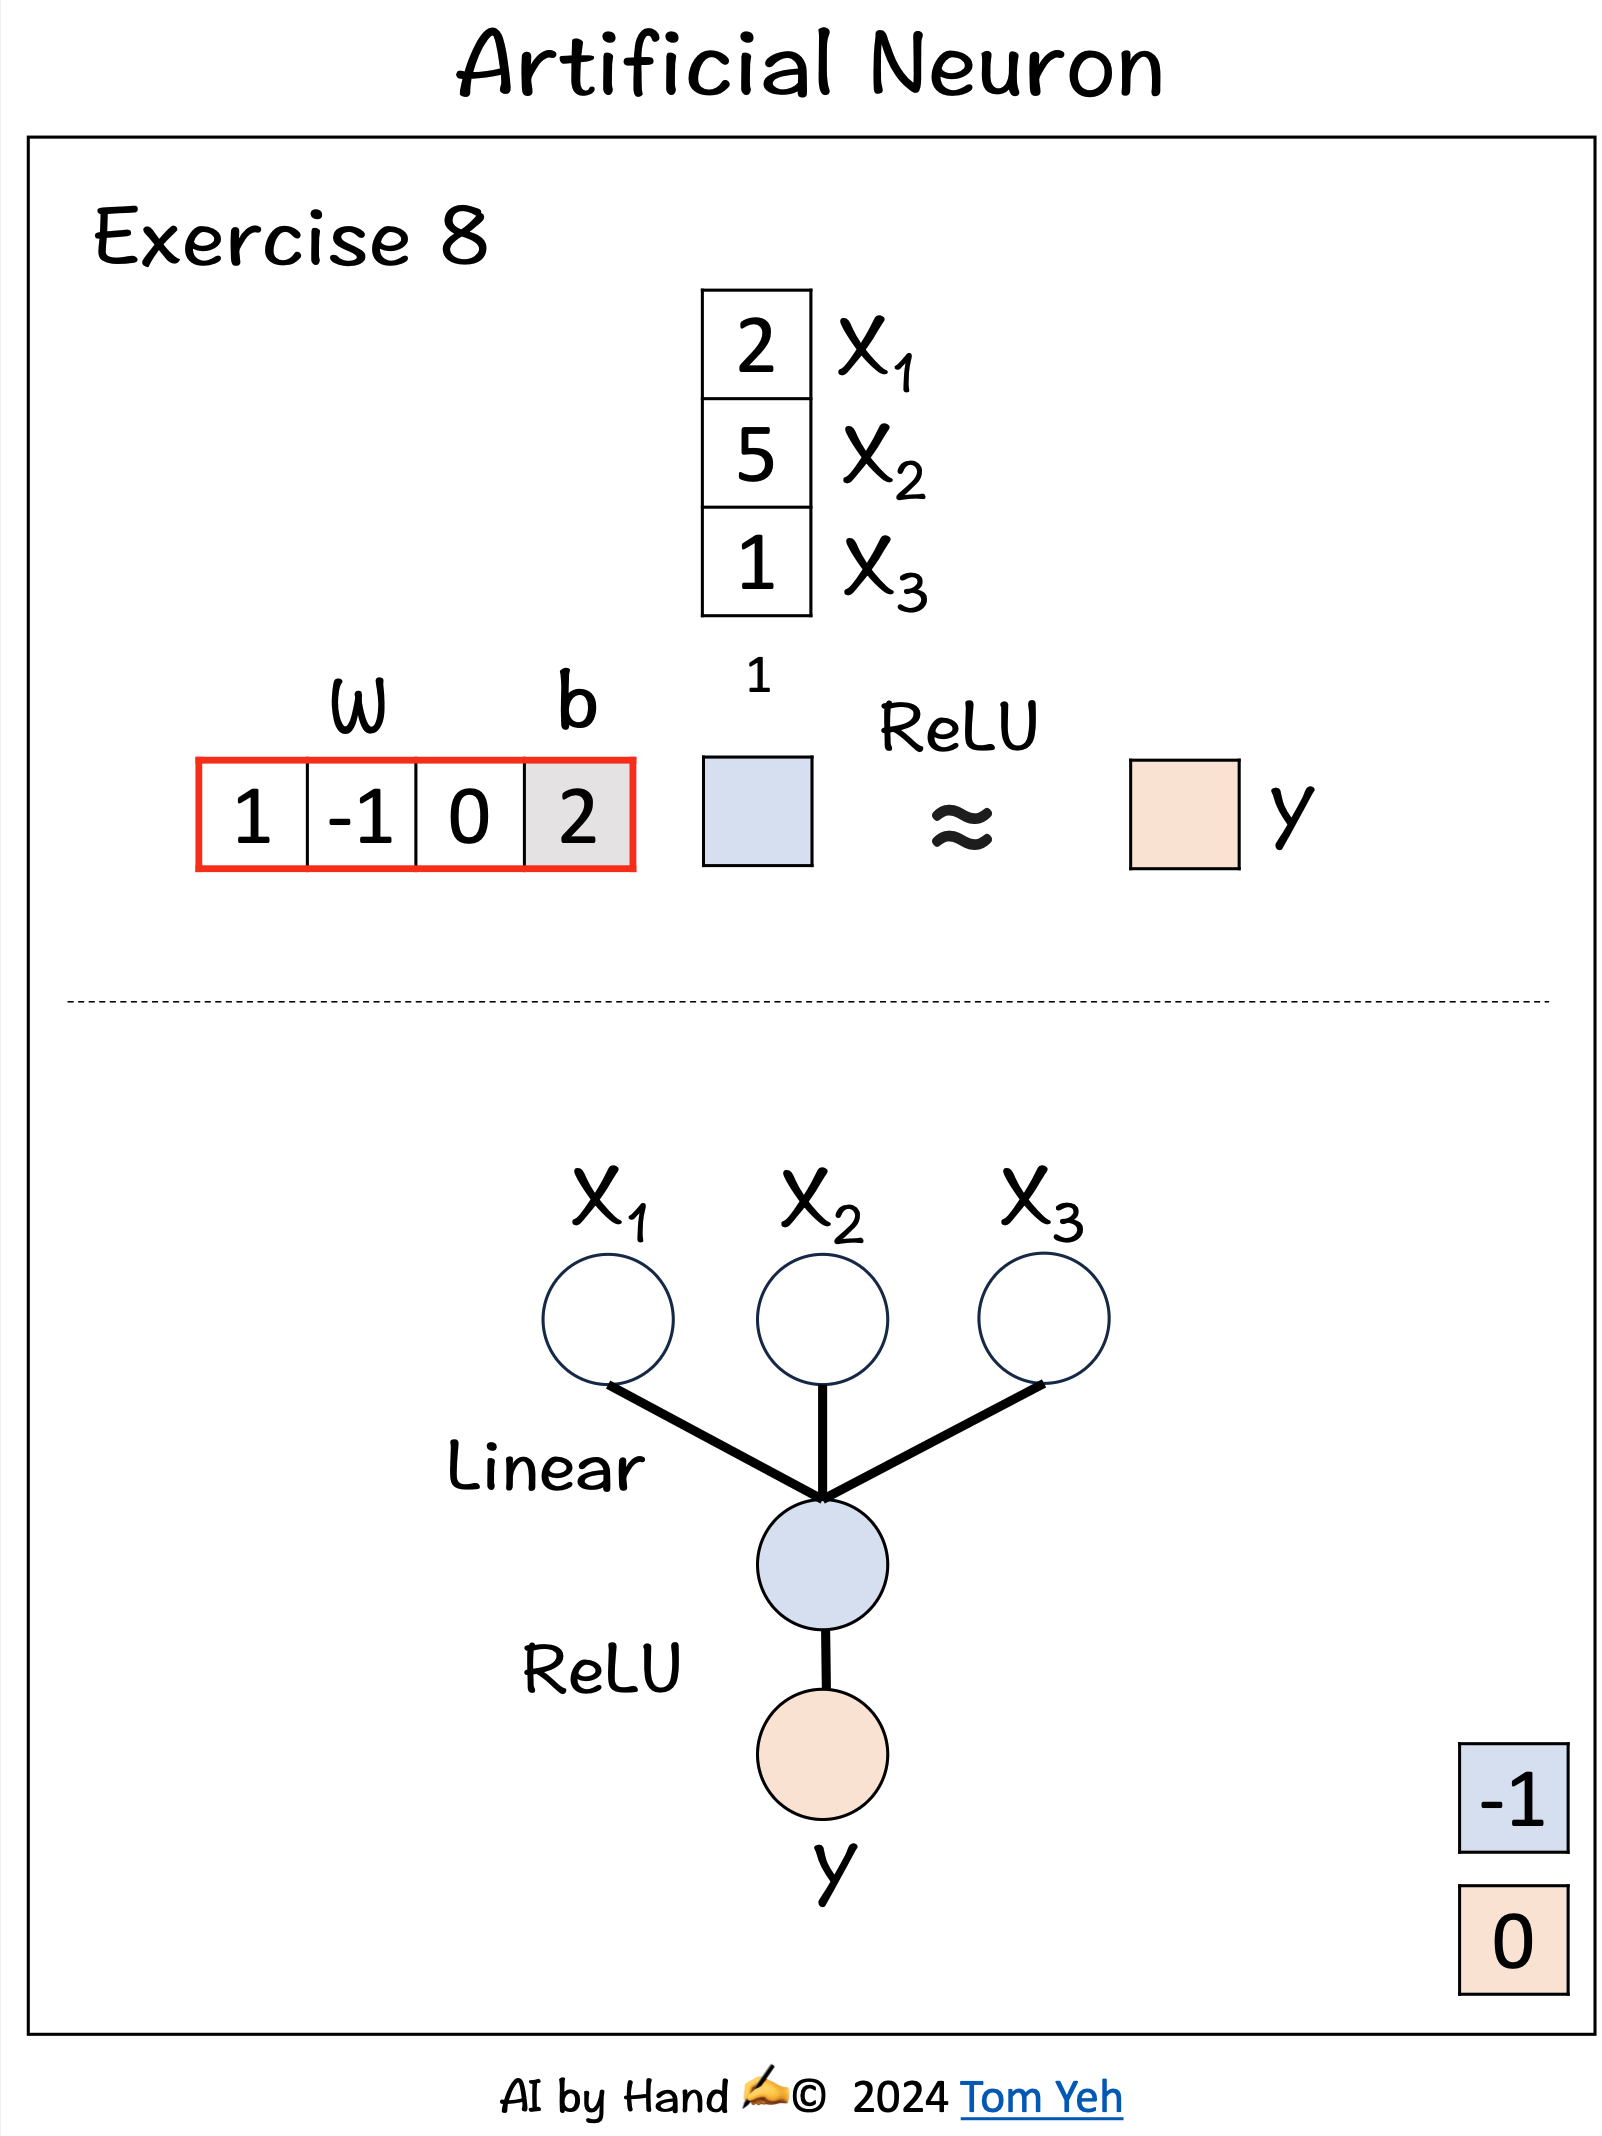 Artificial Neuron
Exercise 8
2 X1
5 X2
1 X3
1
W b
ReLU
1 -1 0 2 ≈ y
X1 X2 X3
Linear
ReLU
y
-1
0
AI by Hand ✍️© 2024 Tom Yeh